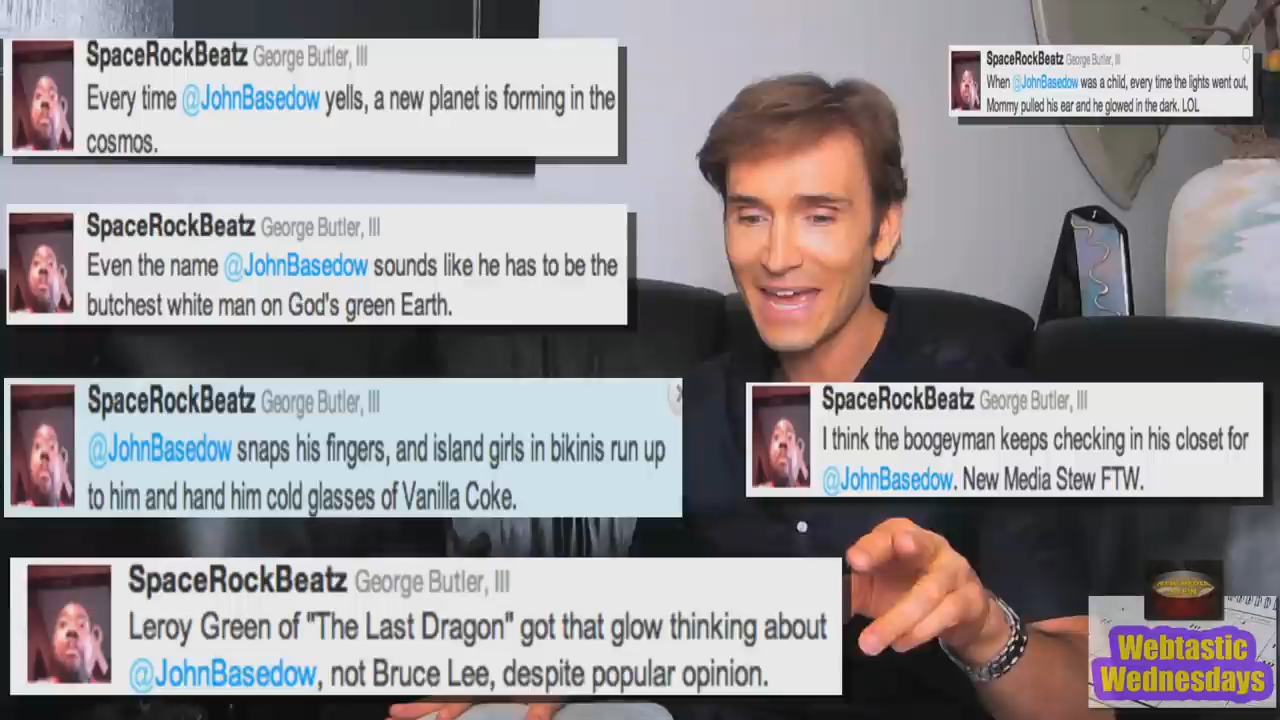 SpaceRockBeatz George Butler, III
Every time @JohnBasedow yells, a new planet is forming in the
cosmos.
SpaceRockBeatz George Butler, III
When @JohnBasedow was a child, every time the lights went out,
Mommy pulled his ear and he glowed in the dark. LOL
SpaceRockBeatz George Butler, III
Even the name @JohnBasedow sounds like he has to be the
butchest white man on God's green Earth.
SpaceRockBeatz George Butler, III
@JohnBasedow snaps his fingers, and island girls in bikinis run up
to him and hand him cold glasses of Vanilla Coke.
SpaceRockBeatz George Butler, III
I think the boogeyman keeps checking in his closet for
@JohnBasedow. New Media Stew FTW.
SpaceRockBeatz George Butler, III
Leroy Green of "The Last Dragon" got that glow thinking about
@JohnBasedow, not Bruce Lee, despite popular opinion.
Webtastic
Wednesdays